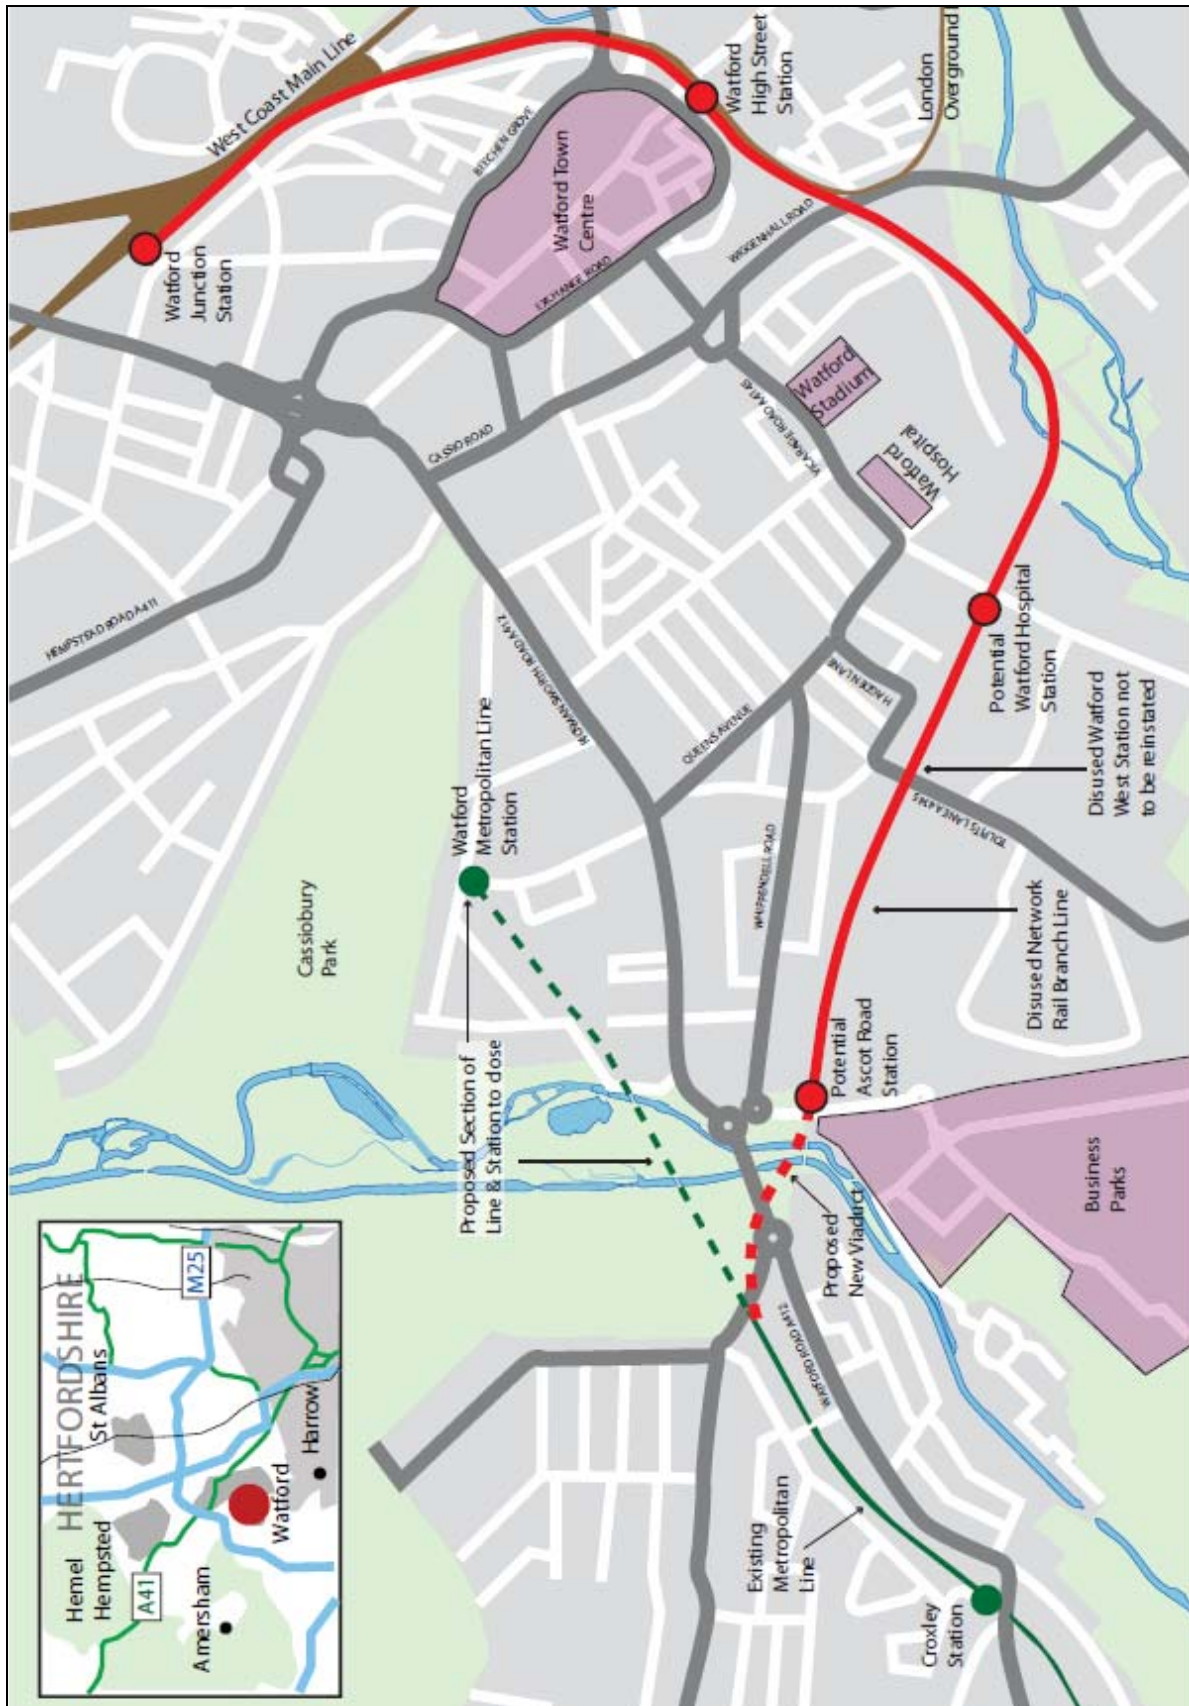 HERTFORDSHIRE
Hemel
Hempsted
St Albans
A41
M25
Amersham
Watford
Harrow
Cassiobury
Park
HEMPSTEAD ROAD A411
West Coast Main Line
Watford
Junction
Station
BEECHEN GROVE
Watford Town
Centre
EXCHANGE ROAD
CASSIO ROAD
RICKMANSWORTH ROAD A412
Watford
Metropolitan Line
Station
Proposed Section of
Line & Station to close
Watford
High Street
Station
London
Overground
WIGGENHALL ROAD
Watford
Stadium
VICARAGE ROAD A4145
Watford
Hospital
QUEENS AVENUE
HAGDEN LANE
WHIPPENDELL ROAD
TOLPITS LANE A4145
Potential
Watford Hospital
Station
Disused Watford
West Station not
to be reinstated
Disused Network
Rail Branch Line
Potential
Ascot Road
Station
Proposed
New Viaduct
Business
Parks
WATFORD ROAD A412
Existing
Metropolitan
Line
Croxley
Station